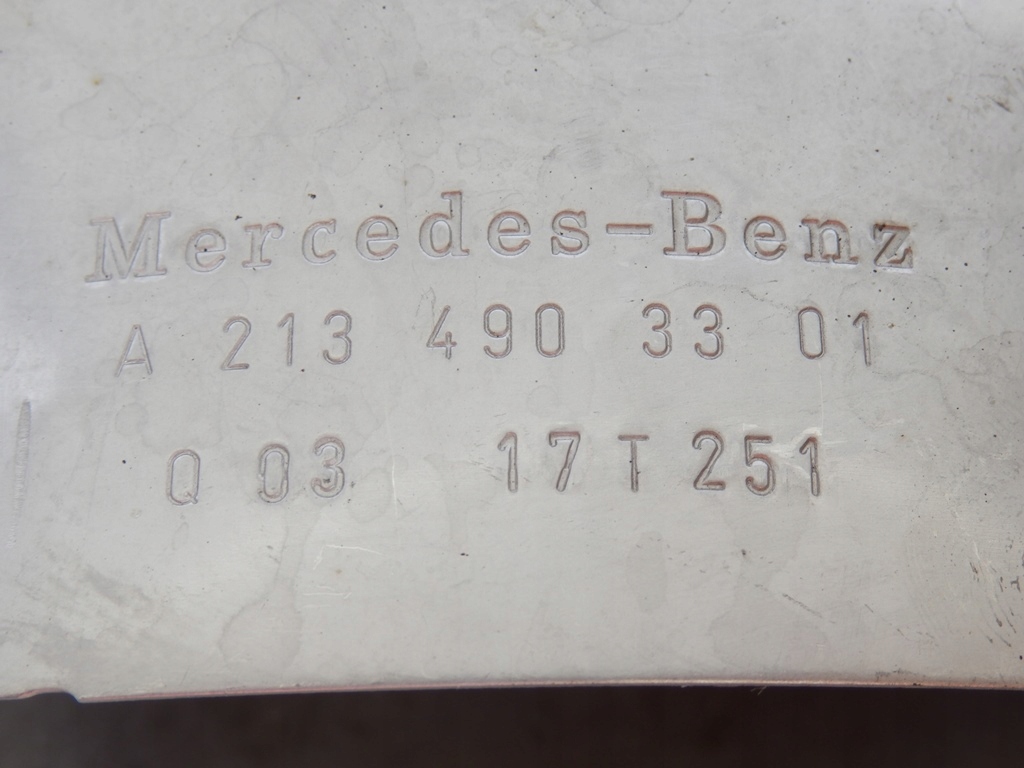 Mercedes-Benz
A 213 490 33 01
Q 03 17 T 251